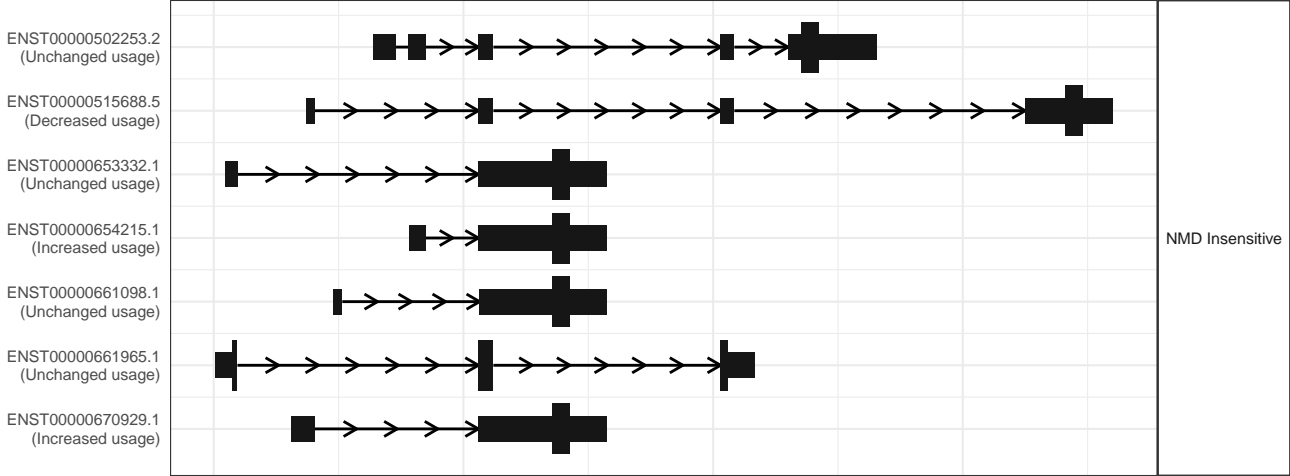 ENST00000502253.2
(Unchanged usage)
ENST00000515688.5
(Decreased usage)
ENST00000653332.1
(Unchanged usage)
ENST00000654215.1
(Increased usage)
NMD Insensitive
ENST00000661098.1
(Unchanged usage)
ENST00000661965.1
(Unchanged usage)
ENST00000670929.1
(Increased usage)